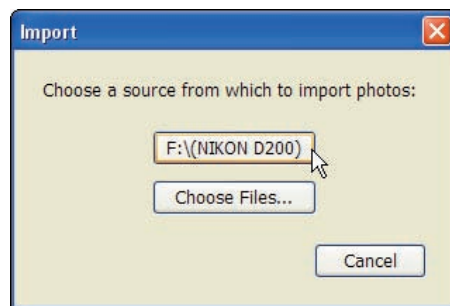 Import
Choose a source from which to import photos:
F:\(NIKON D200)
Choose Files...
Cancel